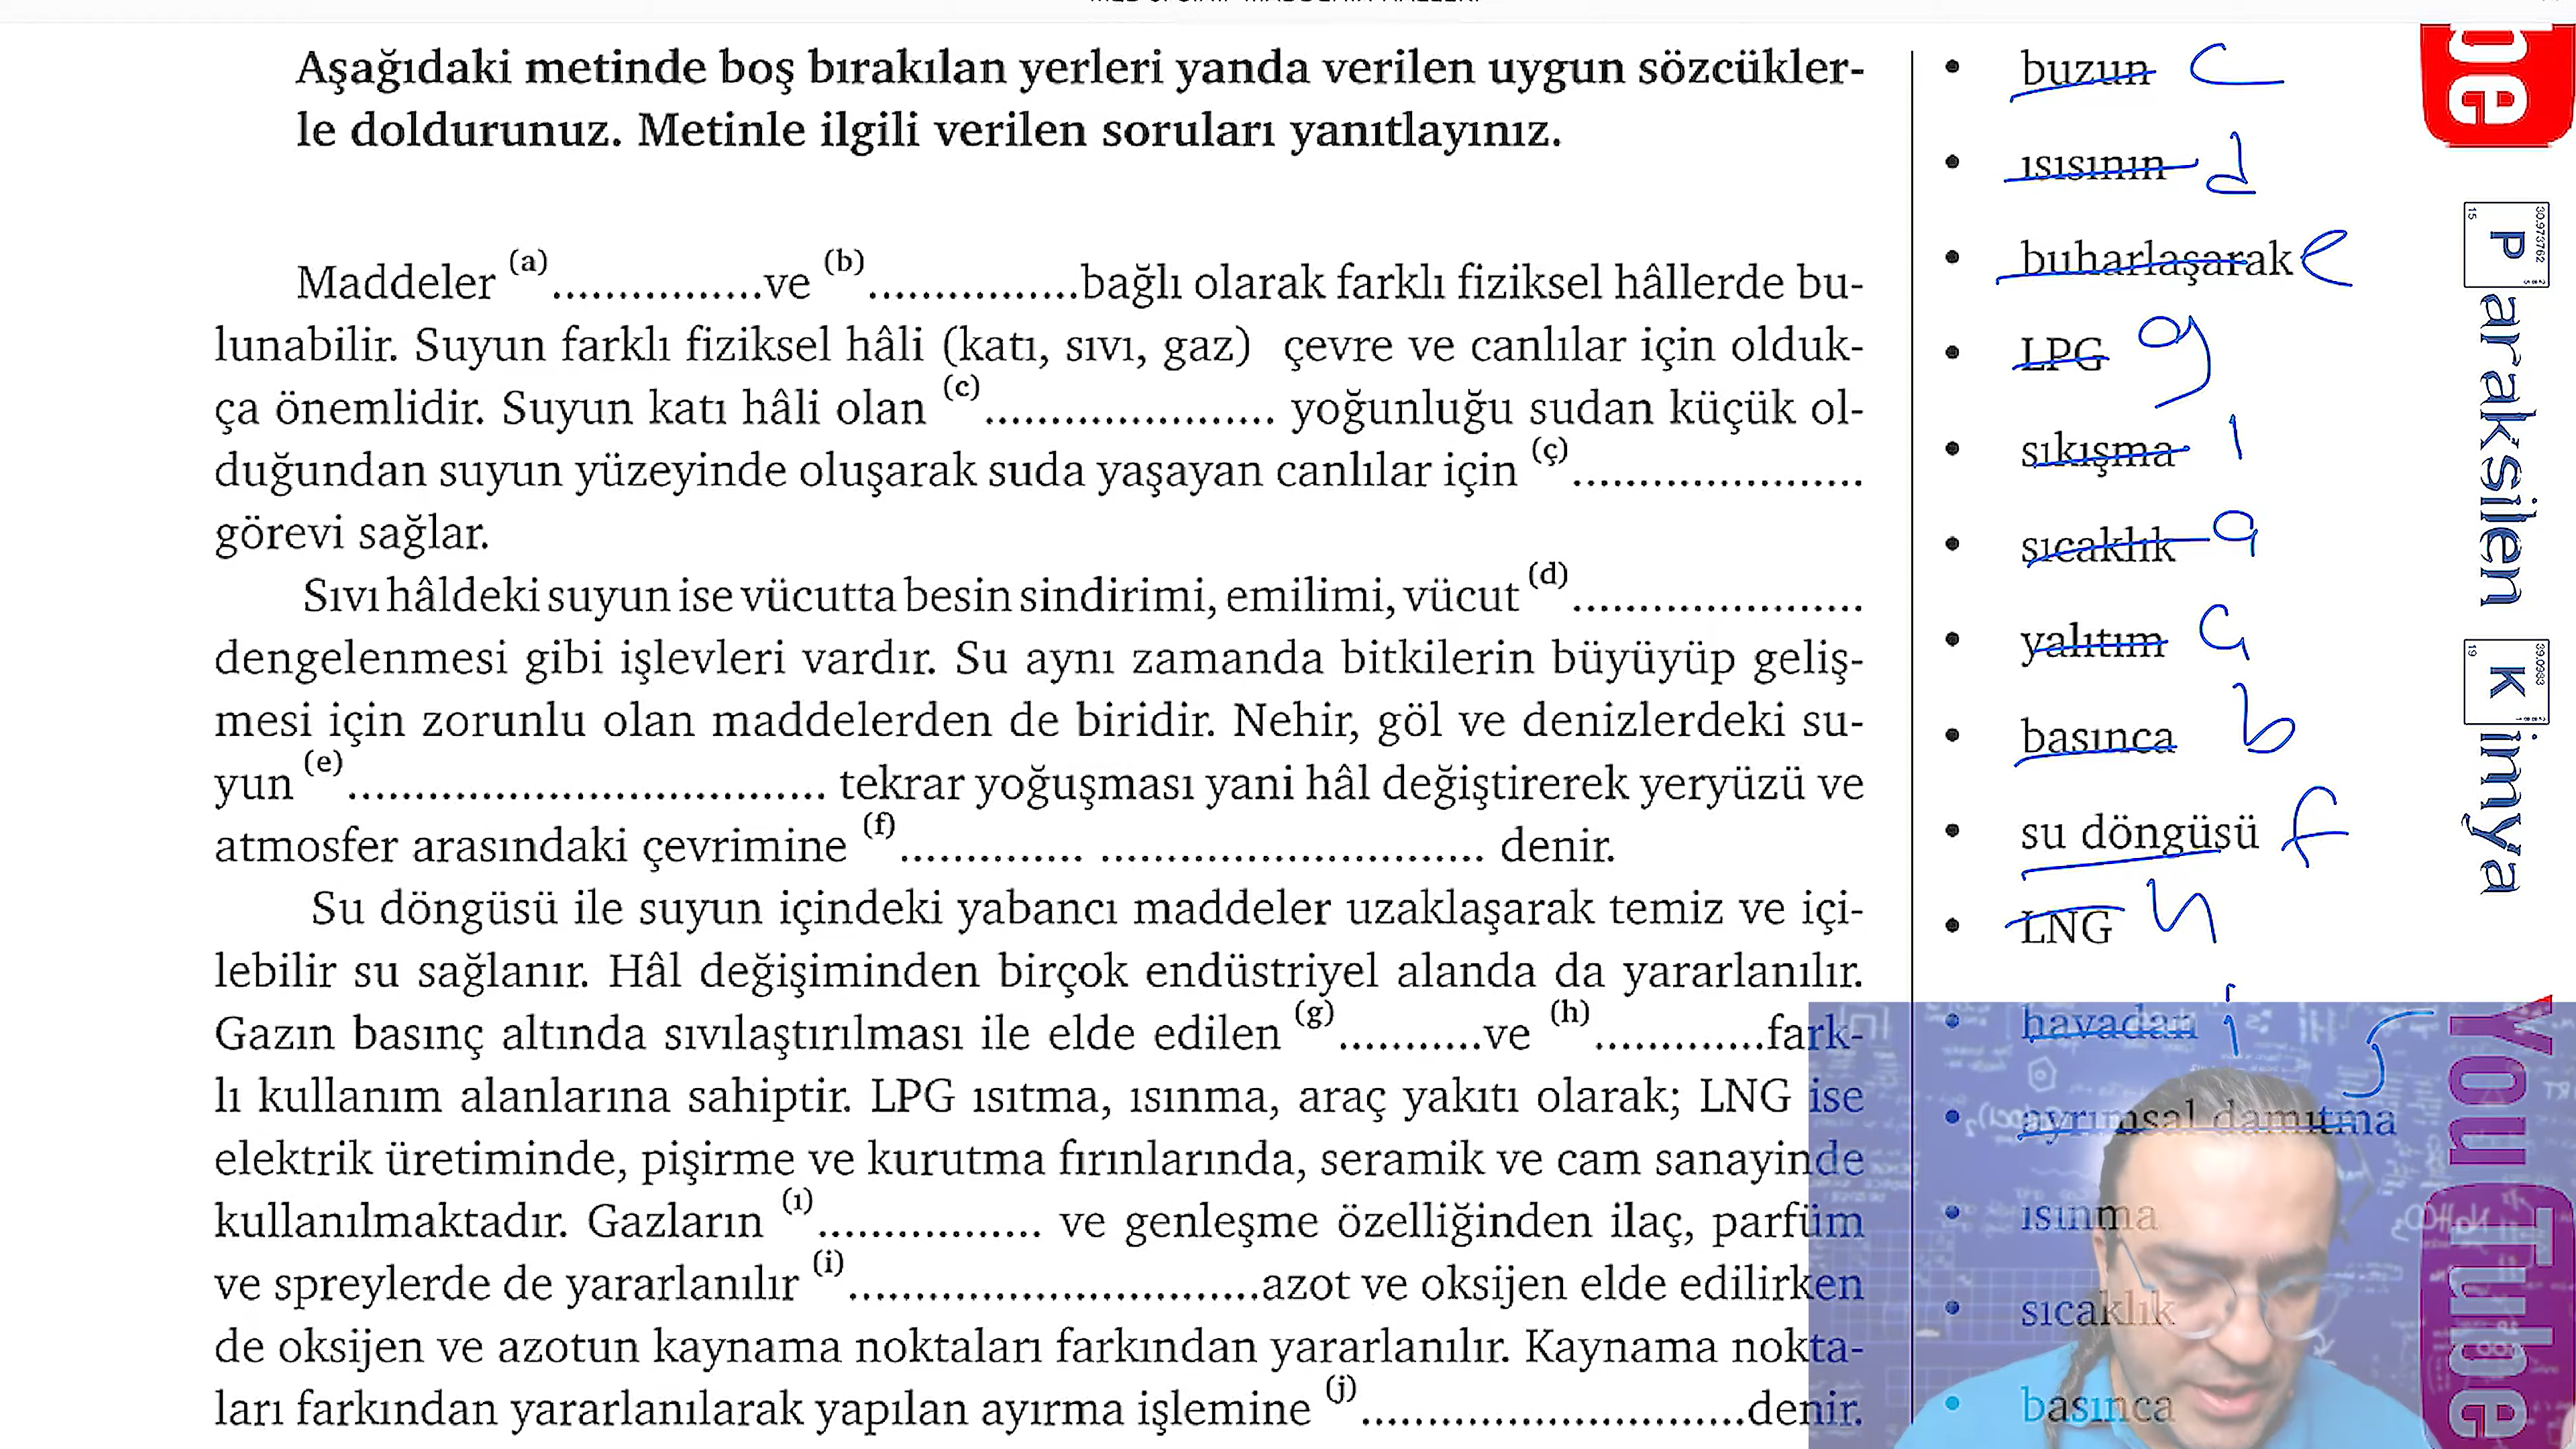 Aşağıdaki metinde boş bırakılan yerleri yanda verilen uygun sözcükler-
le doldurunuz. Metinle ilgili verilen soruları yanıtlayınız.
Maddeler (a)................ve (b)................bağlı olarak farklı fiziksel hâllerde bu-
lunabilir. Suyun farklı fiziksel hâli (katı, sıvı, gaz) çevre ve canlılar için olduk-
ça önemlidir. Suyun katı hâli olan (c)...................... yoğunluğu sudan küçük ol-
duğundan suyun yüzeyinde oluşarak suda yaşayan canlılar için (ç)......................
görevi sağlar.
Sıvı hâldeki suyun ise vücutta besin sindirimi, emilimi, vücut (d)......................
dengelenmesi gibi işlevleri vardır. Su aynı zamanda bitkilerin büyüyüp geliş-
mesi için zorunlu olan maddelerden de biridir. Nehir, göl ve denizlerdeki su-
yun (e).................................... tekrar yoğuşması yani hâl değiştirerek yeryüzü ve
atmosfer arasındaki çevrimine (f).............. ............................. denir.
Su döngüsü ile suyun içindeki yabancı maddeler uzaklaşarak temiz ve içi-
lebilir su sağlanır. Hâl değişiminden birçok endüstriyel alanda da yararlanılır.
Gazın basınç altında sıvılaştırılması ile elde edilen (g)...........ve (h).............fark-
lı kullanım alanlarına sahiptir. LPG ısıtma, ısınma, araç yakıtı olarak; LNG ise
elektrik üretiminde, pişirme ve kurutma fırınlarında, seramik ve cam sanayinde
kullanılmaktadır. Gazların (ı)................. ve genleşme özelliğinden ilaç, parfüm
ve spreylerde de yararlanılır (i)...............................azot ve oksijen elde edilirken
de oksijen ve azotun kaynama noktaları farkından yararlanılır. Kaynama nokta-
ları farkından yararlanılarak yapılan ayırma işlemine (j).............................denir.
• buzun c
• ısısının d
• buharlaşarak e
• LPG g
• sıkışma ı
• sıcaklık a
• yalıtım ç
• basınca b
• su döngüsü f
• LNG h
• havadan i
• ayrımsal damıtma j
• ısınma
• sıcaklık
• basınca
be
30.973762
15
P
araksilen
39.0983
19
K
imya
YouTube